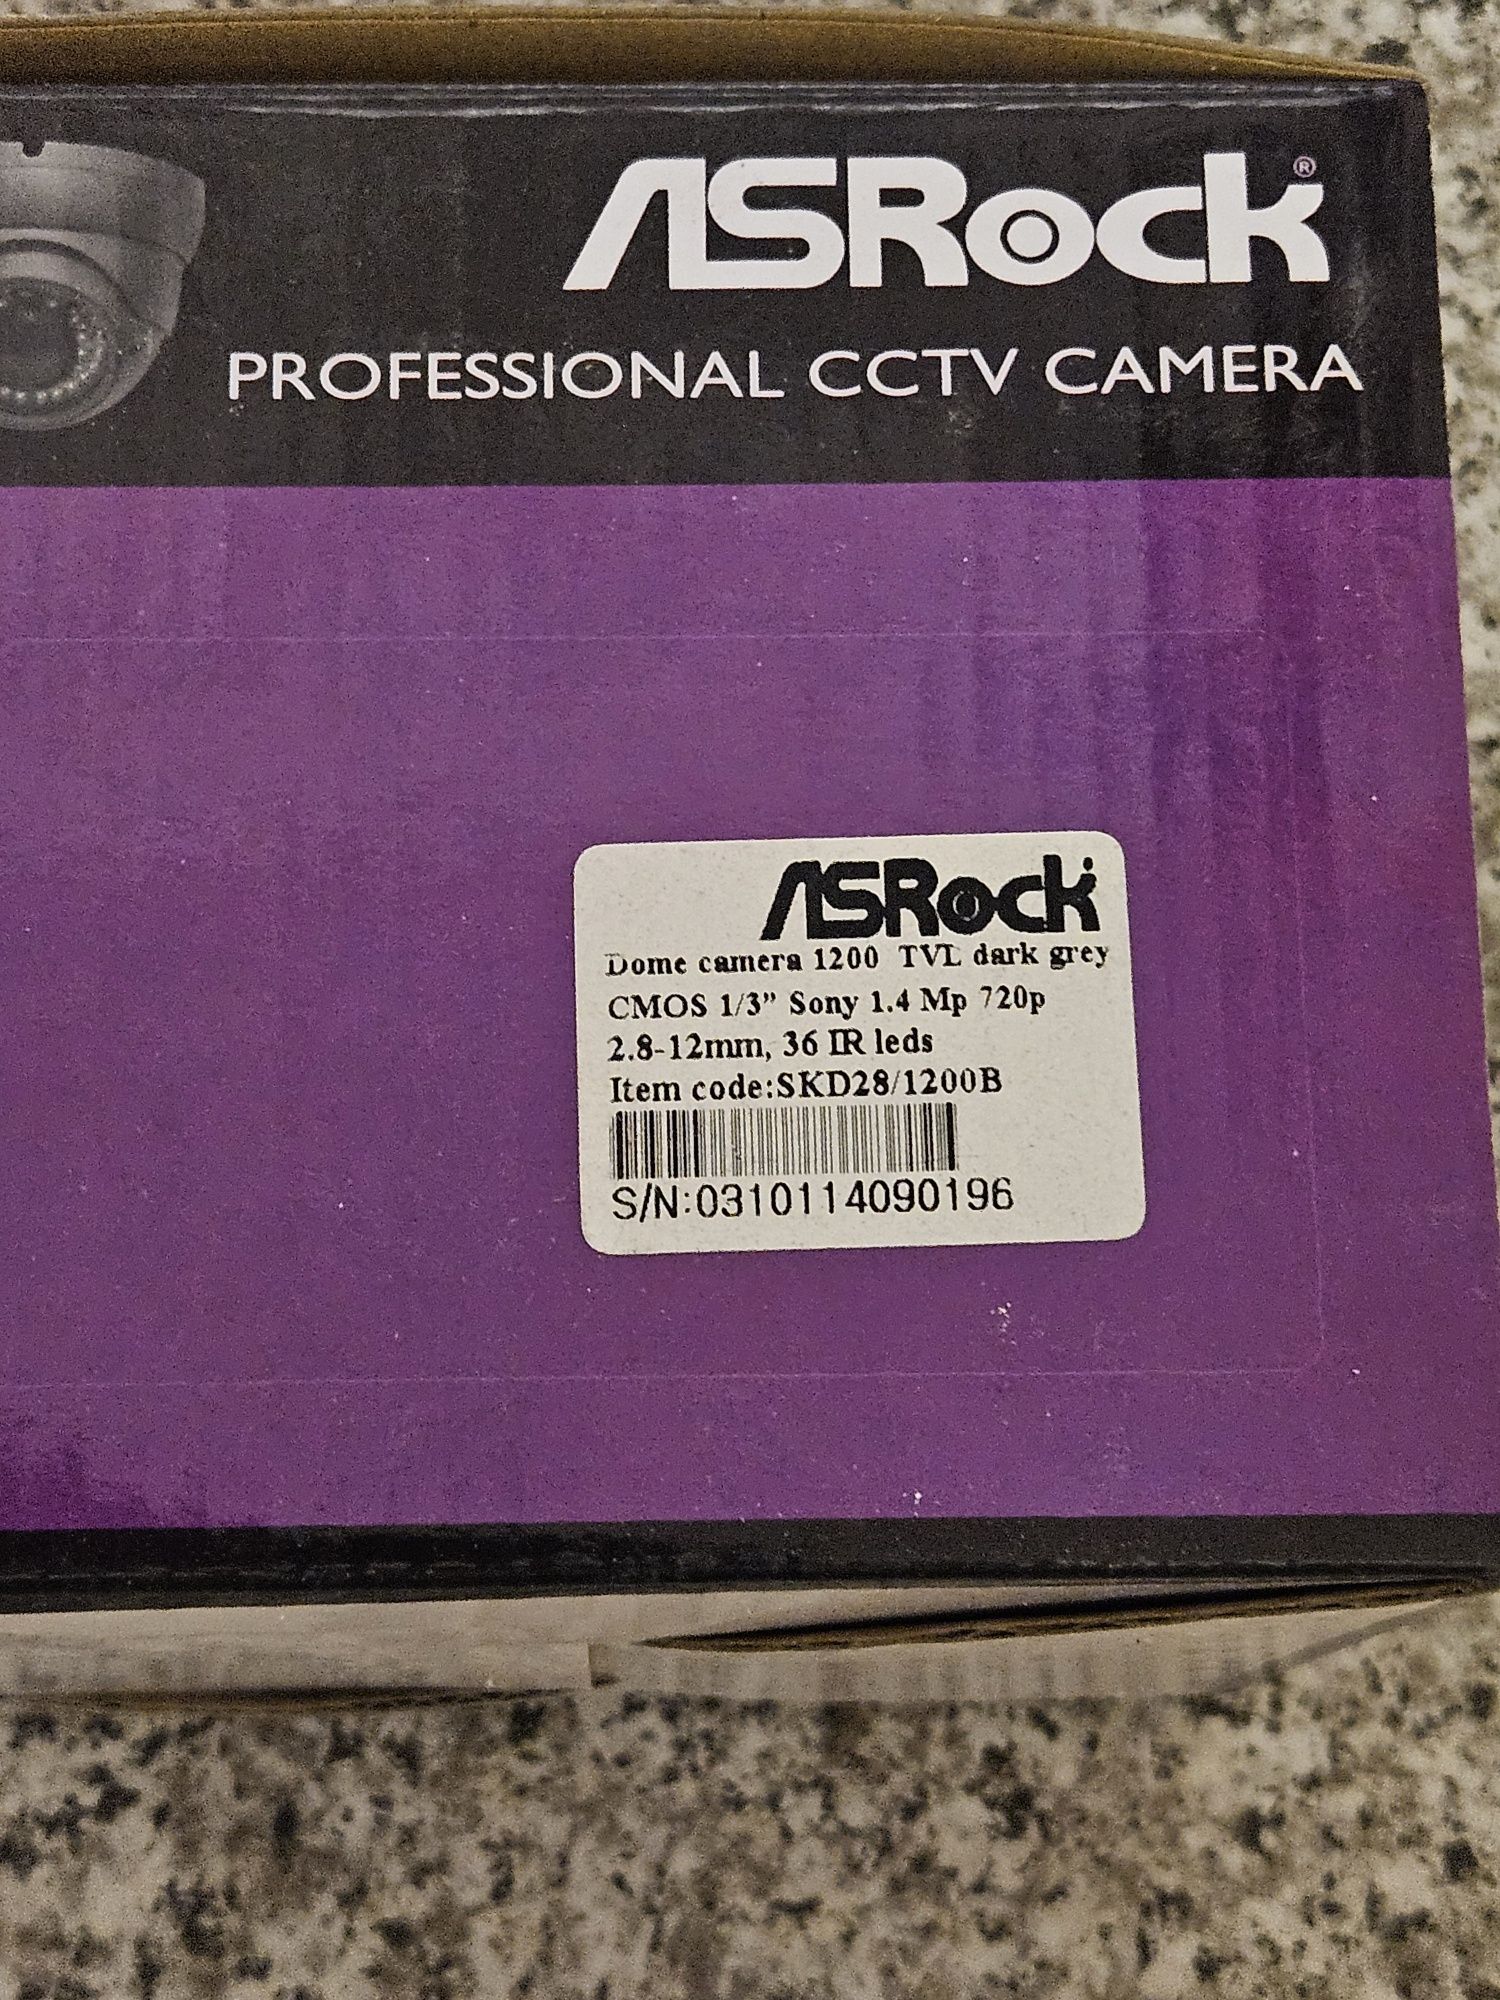 ASRock®
PROFESSIONAL CCTV CAMERA
ASRock
Dome camera 1200 TVL dark grey
CMOS 1/3” Sony 1.4 Mp 720p
2.8-12mm, 36 IR leds
Item code:SKD28/1200B
S/N:0310114090196